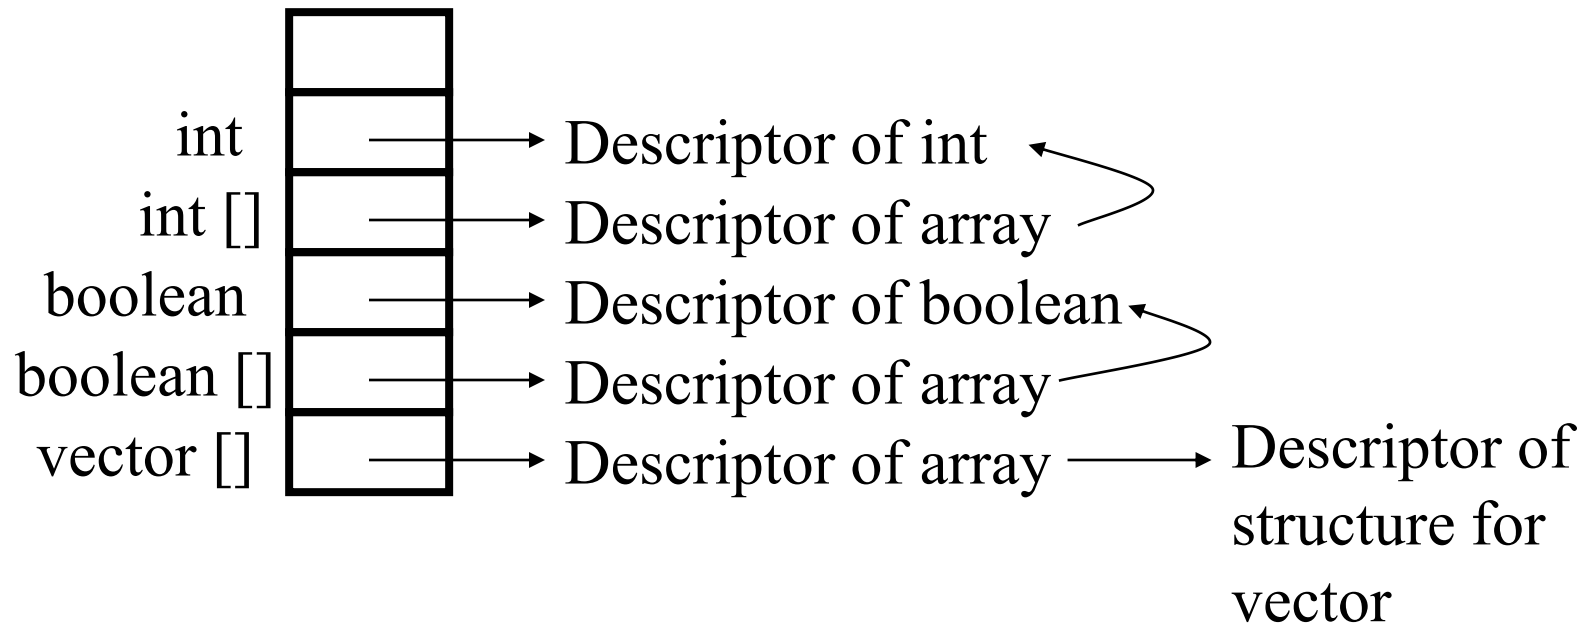 int
Descriptor of int
int []
Descriptor of array
boolean
Descriptor of boolean
boolean []
Descriptor of array
vector []
Descriptor of array
Descriptor of
structure for
vector